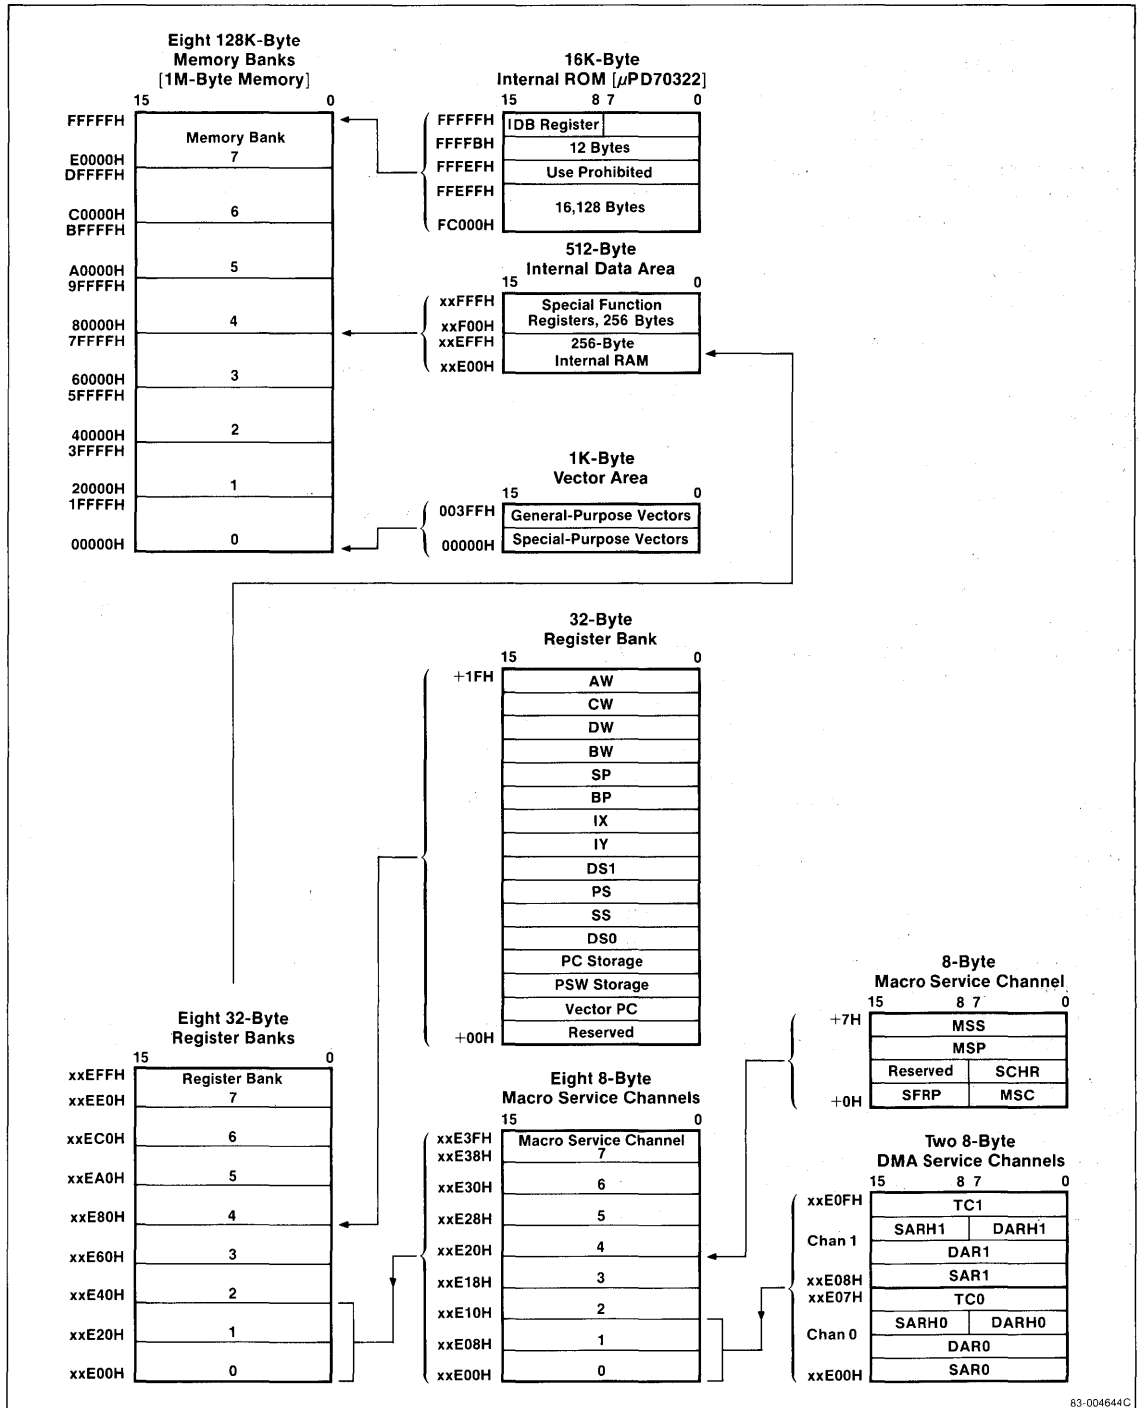 Eight 128K-Byte
Memory Banks
[1M-Byte Memory]
15 0
FFFFFH
Memory Bank
7
E0000H
DFFFFH
6
C0000H
BFFFFH
5
A0000H
9FFFFH
4
80000H
7FFFFH
3
60000H
5FFFFH
2
40000H
3FFFFH
1
20000H
1FFFFH
0
00000H
16K-Byte
Internal ROM [μPD70322]
15 8 7 0
FFFFFH IDB Register
FFFFBH 12 Bytes
FFFEFH Use Prohibited
FFEFFH
16,128 Bytes
FC000H
512-Byte
Internal Data Area
15 0
xxFFFH Special Function
xxF00H Registers, 256 Bytes
xxEFFH 256-Byte
xxE00H Internal RAM
1K-Byte
Vector Area
15 0
003FFH General-Purpose Vectors
00000H Special-Purpose Vectors
32-Byte
Register Bank
15 0
+1FH AW
CW
DW
BW
SP
BP
IX
IY
DS1
PS
SS
DS0
PC Storage
PSW Storage
Vector PC
+00H Reserved
Eight 32-Byte
Register Banks
15 0
xxEFFH Register Bank
xxEE0H 7
xxEC0H 6
xxEA0H 5
xxE80H 4
xxE60H 3
xxE40H 2
xxE20H 1
xxE00H 0
Eight 8-Byte
Macro Service Channels
15 0
xxE3FH Macro Service Channel
xxE38H 7
xxE30H 6
xxE28H 5
xxE20H 4
xxE18H 3
xxE10H 2
xxE08H 1
xxE00H 0
8-Byte
Macro Service Channel
15 8 7 0
+7H MSS
MSP
Reserved SCHR
+0H SFRP MSC
Two 8-Byte
DMA Service Channels
15 8 7 0
xxE0FH TC1
SARH1 DARH1
Chan 1
DAR1
xxE08H SAR1
xxE07H TC0
SARH0 DARH0
Chan 0
DAR0
xxE00H SAR0
83-004644C